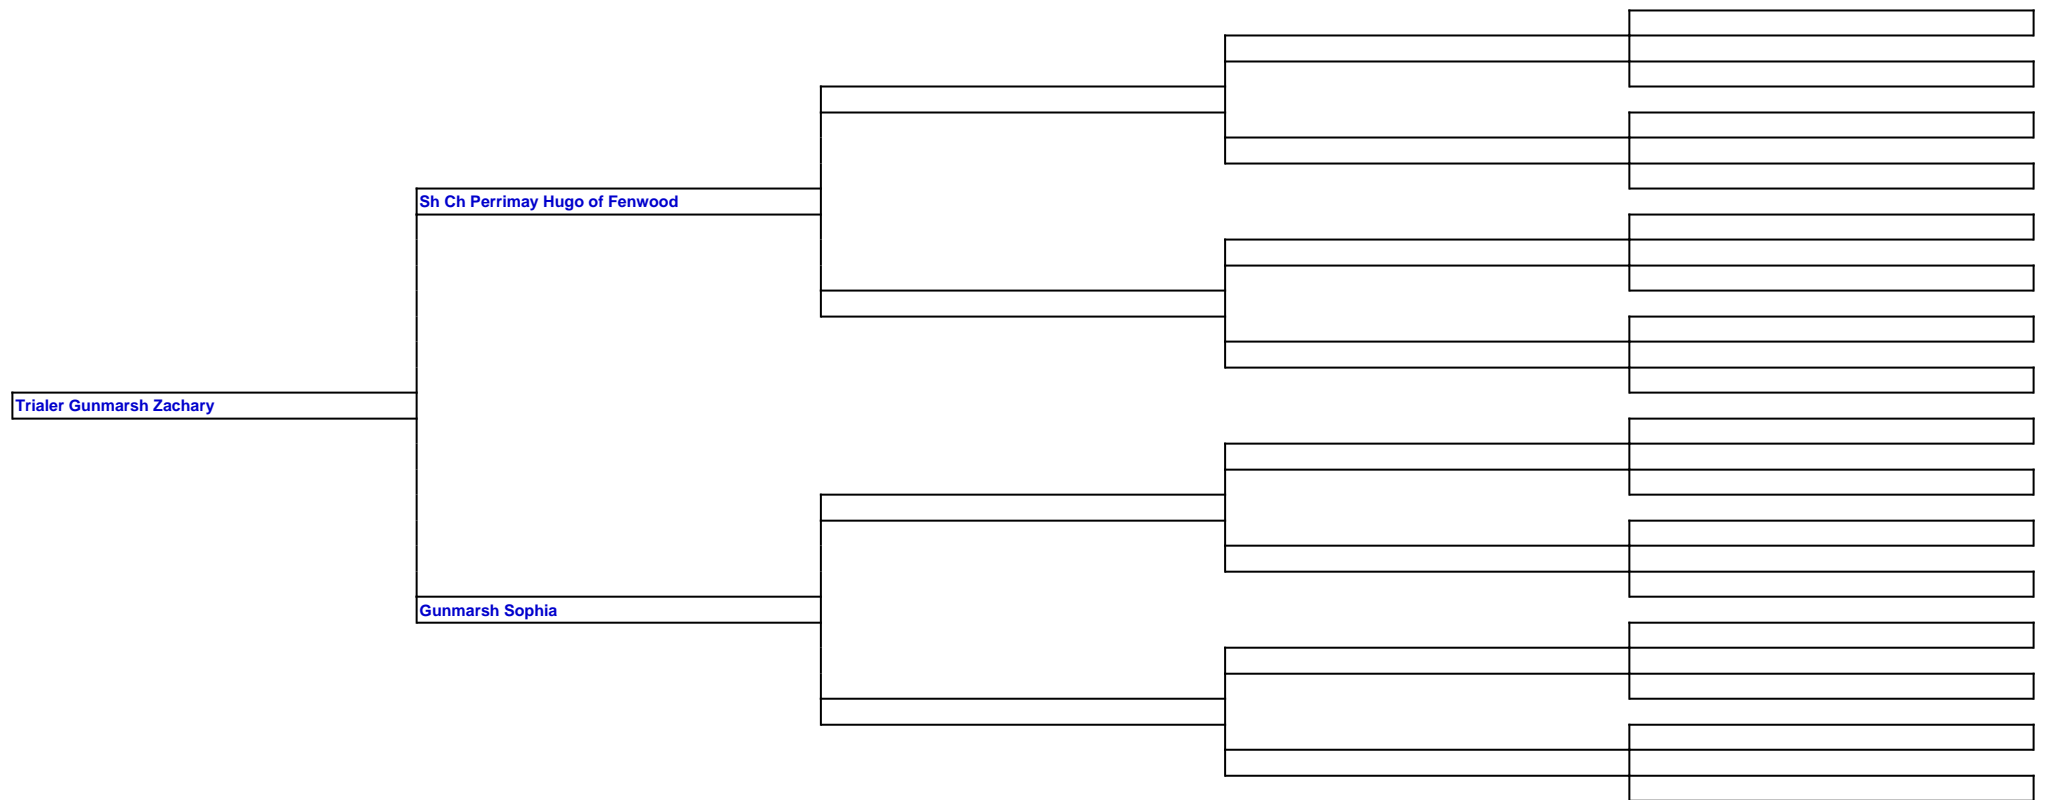 Sh Ch Perrimay Hugo of Fenwood
Trialer Gunmarsh Zachary
Gunmarsh Sophia